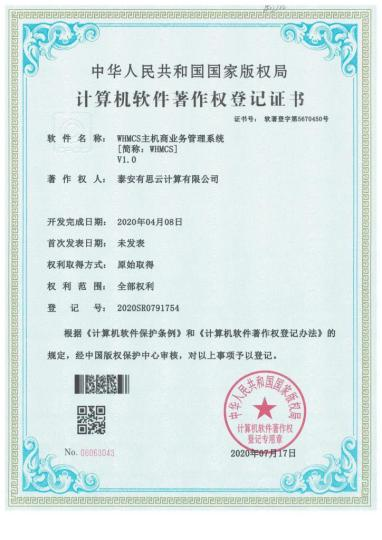 中华人民共和国国家版权局
计算机软件著作权登记证书
证书号： 软著登字第5670450号
软件名称： WHMCS主机商业务管理系统
[简称：WHMCS]
V1.0
著作权人： 泰安有思云计算有限公司
开发完成日期： 2020年04月08日
首次发表日期： 未发表
权利取得方式： 原始取得
权利范围： 全部权利
登记号： 2020SR0791754
根据《计算机软件保护条例》和《计算机软件著作权登记办法》的
规定，经中国版权保护中心审核，对以上事项予以登记。
中华人民共和国国家版权局
计算机软件著作权
登记专用章
No. 06063043
2020年07月17日